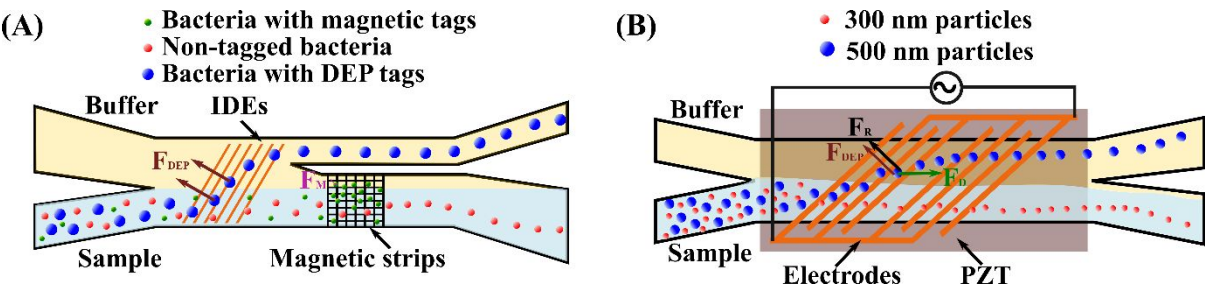 (A)
Bacteria with magnetic tags
Non-tagged bacteria
Bacteria with DEP tags
Buffer
IDEs
FDEP
FM
Sample
Magnetic strips
(B)
300 nm particles
500 nm particles
Buffer
FR
FDEP
FD
Sample
Electrodes
PZT